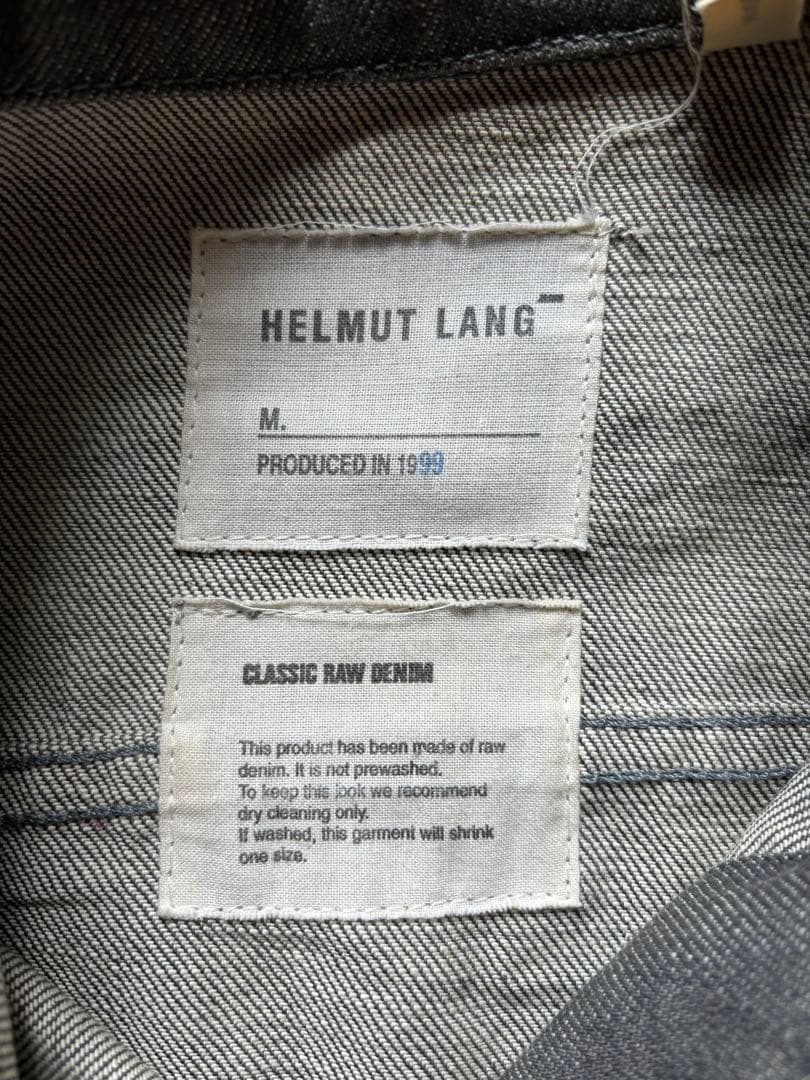 HELMUT LANG
M.
PRODUCED IN 1999
CLASSIC RAW DENIM
This product has been made of raw
denim. It is not prewashed.
To keep this look we recommend
dry cleaning only.
If washed, this garment will shrink
one size.